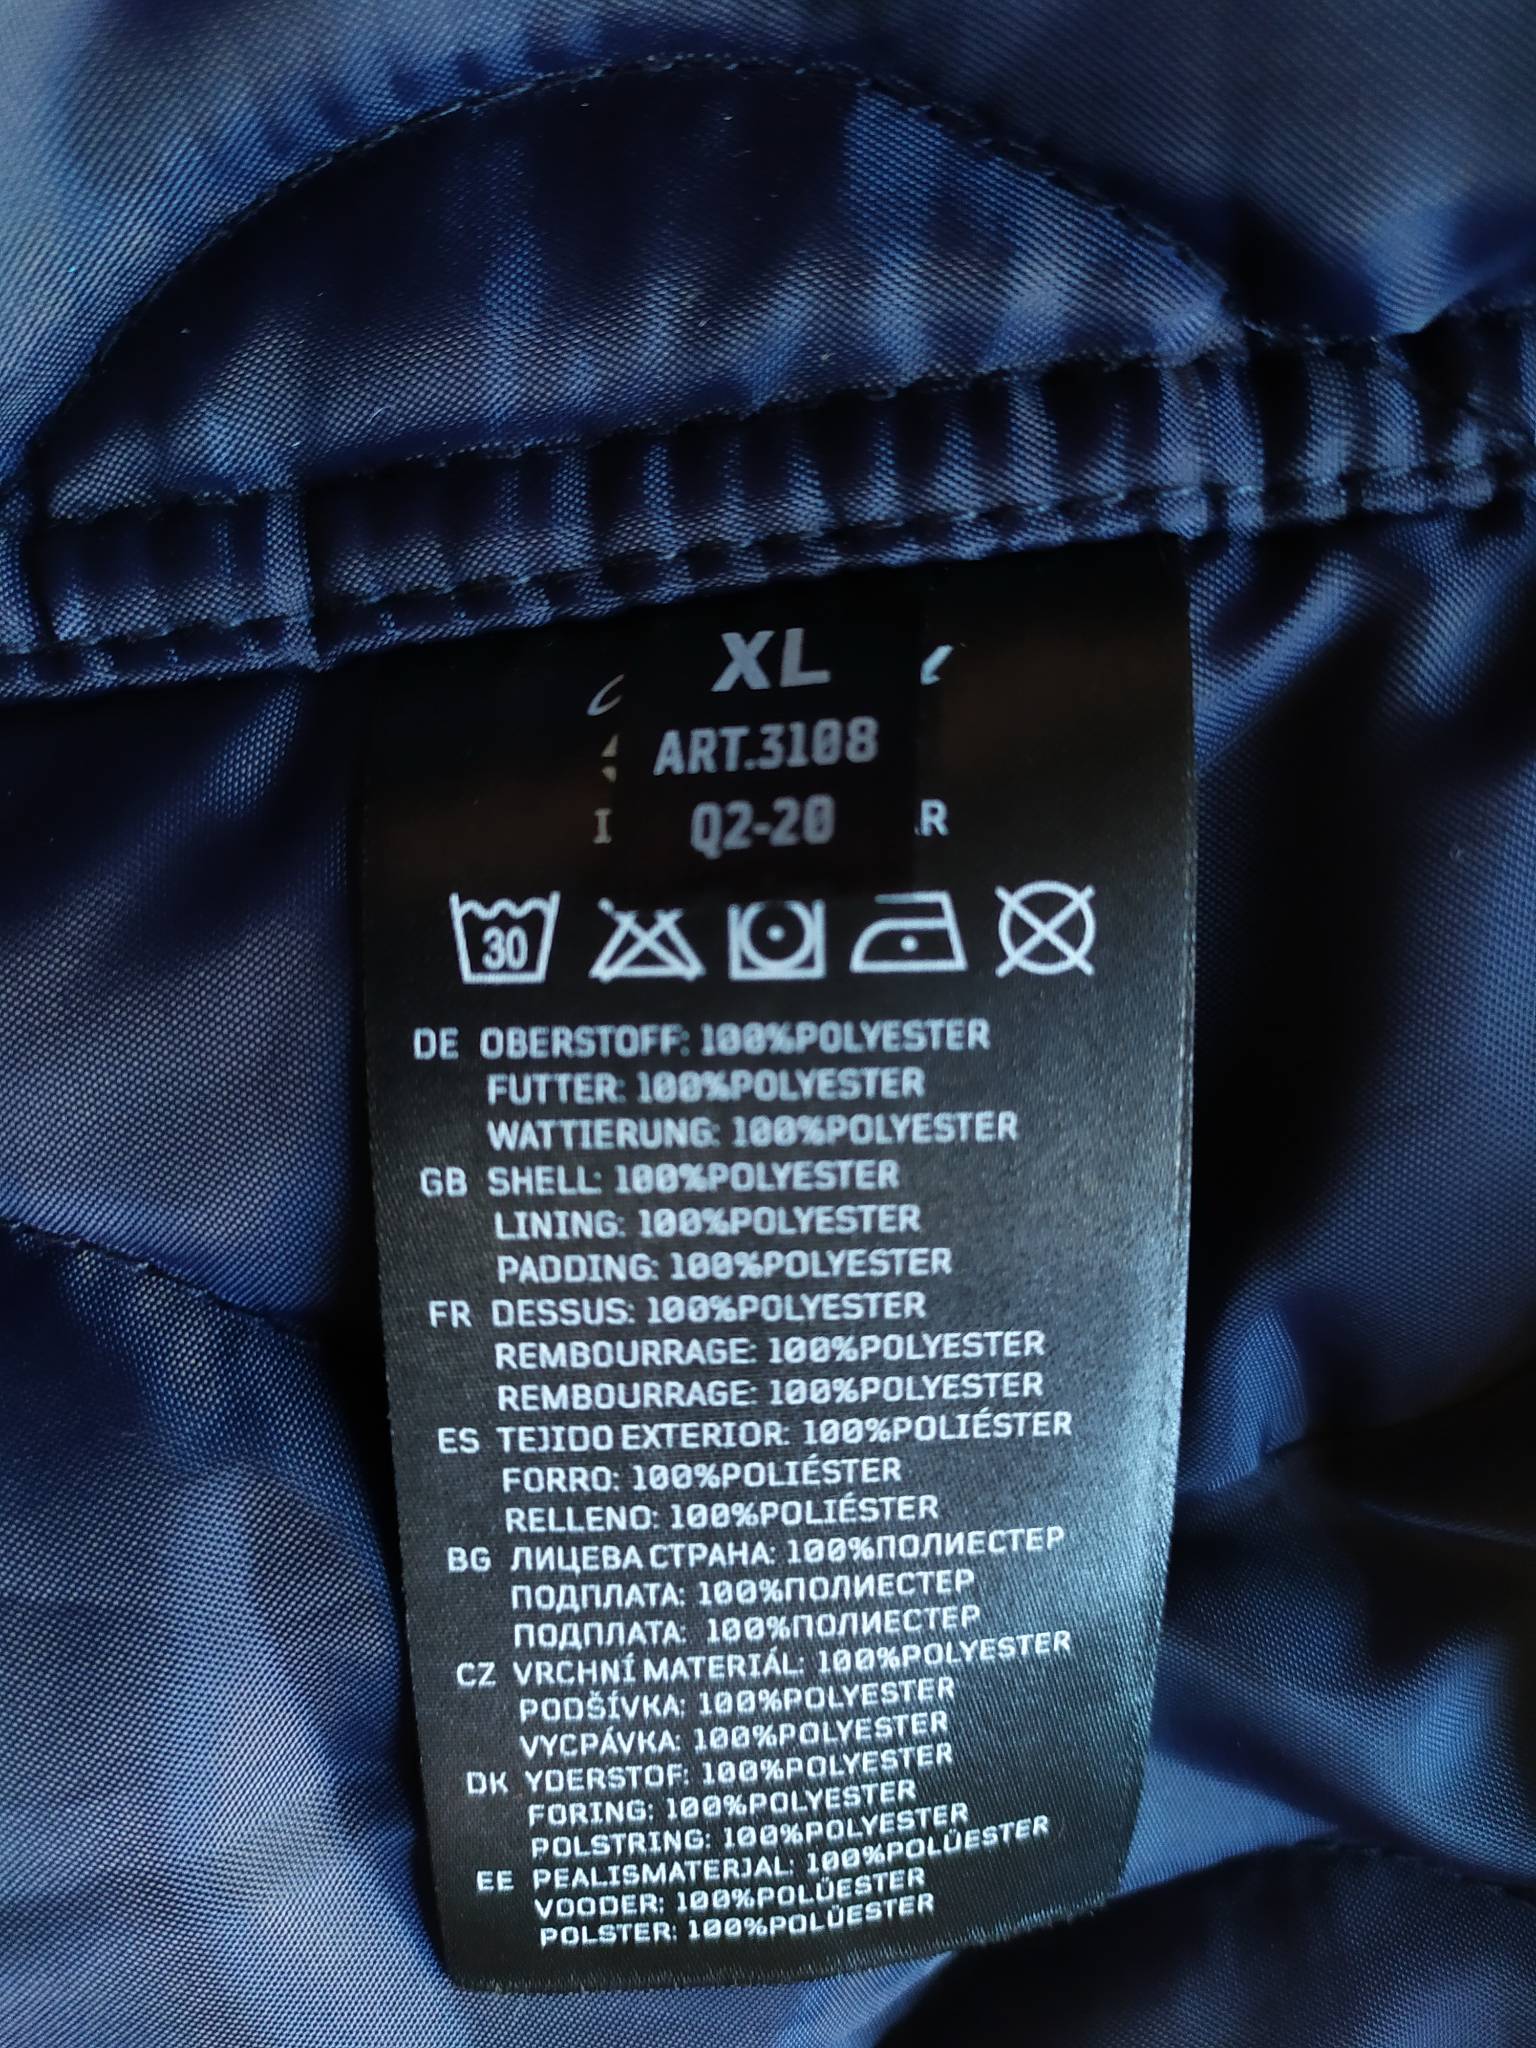 XL
ART.3108
Q2-20
30
DE OBERSTOFF: 100%POLYESTER
FUTTER: 100%POLYESTER
WATTIERUNG: 100%POLYESTER
GB SHELL: 100%POLYESTER
LINING: 100%POLYESTER
PADDING: 100%POLYESTER
FR DESSUS: 100%POLYESTER
REMBOURRAGE: 100%POLYESTER
REMBOURRAGE: 100%POLYESTER
ES TEJIDO EXTERIOR: 100%POLIÉSTER
FORRO: 100%POLIÉSTER
RELLENO: 100%POLIÉSTER
BG ЛИЦЕВА СТРАНА: 100%ПОЛИЕСТЕР
ПОДПЛАТА: 100%ПОЛИЕСТЕР
ПОДПЛАТА: 100%ПОЛИЕСТЕР
CZ VRCHNÍ MATERIÁL: 100%POLYESTER
PODŠÍVKA: 100%POLYESTER
VYCPÁVKA: 100%POLYESTER
DK YDERSTOF: 100%POLYESTER
FORING: 100%POLYESTER
POLSTRING: 100%POLYESTER
EE PEALISMATERJAL: 100%POLÜESTER
VOODER: 100%POLÜESTER
POLSTER: 100%POLÜESTER